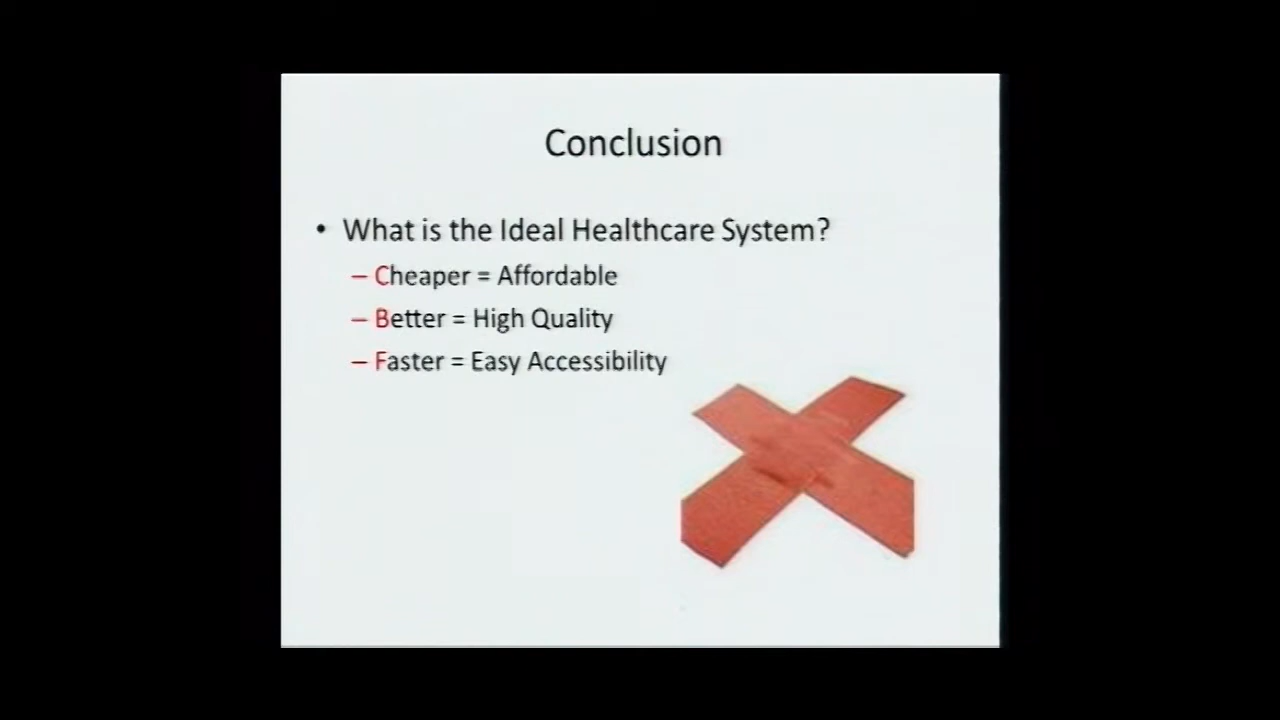 Conclusion
• What is the Ideal Healthcare System?
– Cheaper = Affordable
– Better = High Quality
– Faster = Easy Accessibility